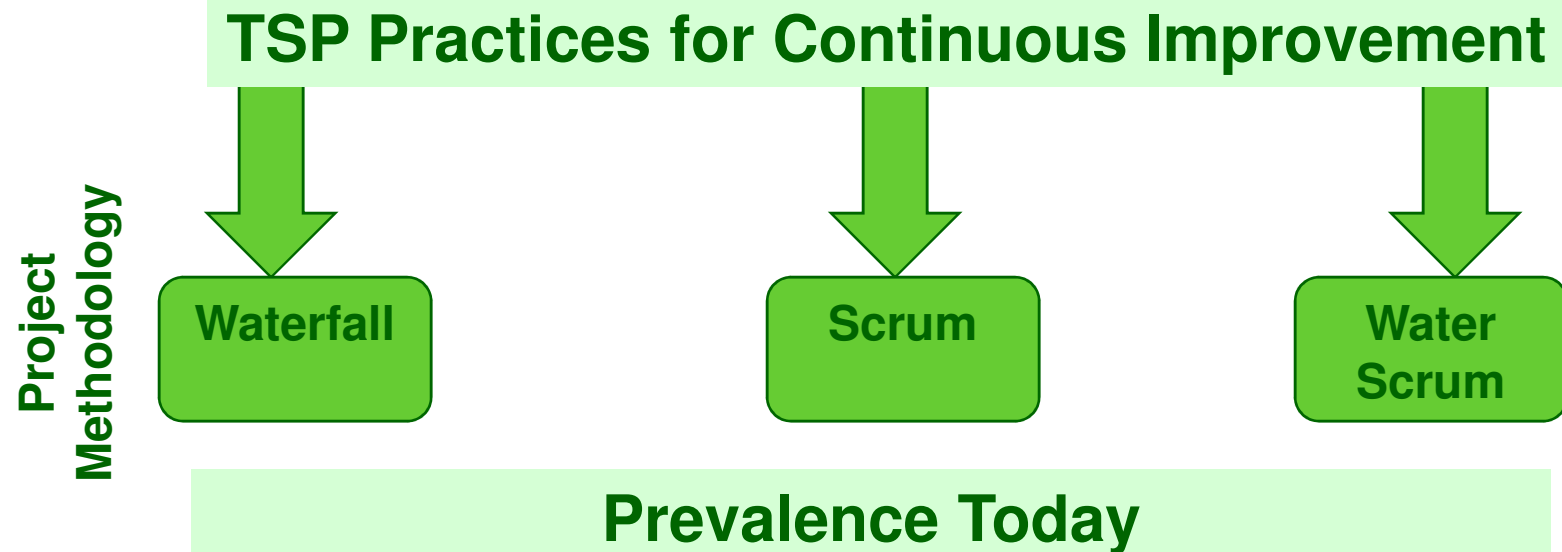 TSP Practices for Continuous Improvement
Project
Methodology
Waterfall
Scrum
Water
Scrum
Prevalence Today